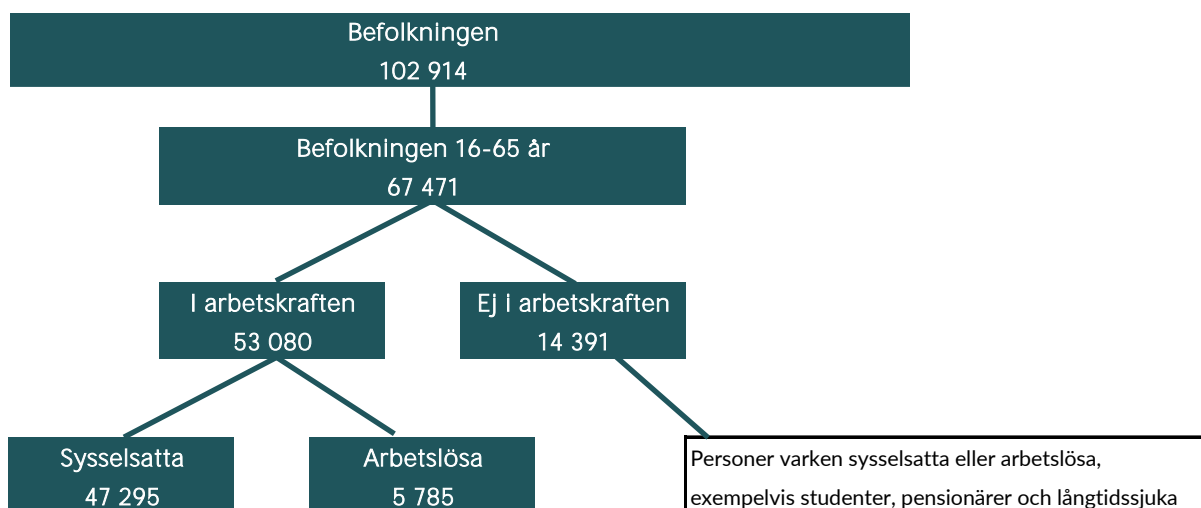 Befolkningen
102 914
Befolkningen 16-65 år
67 471
I arbetskraften
53 080
Ej i arbetskraften
14 391
Sysselsatta
47 295
Arbetslösa
5 785
Personer varken sysselsatta eller arbetslösa,
exempelvis studenter, pensionärer och långtidssjuka